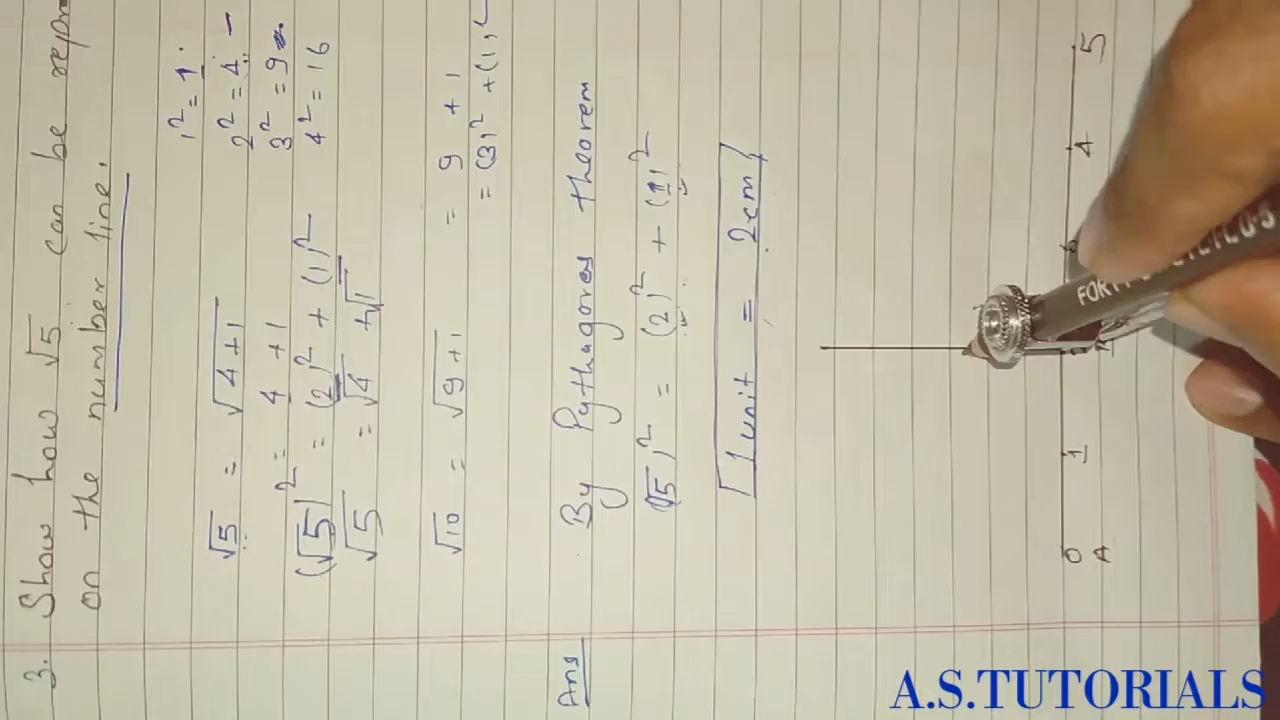 3. Show how √5 can be repr
on the number line.
1² = 1.
√5 = √4+1
2² = 4
= 4 + 1
3² = 9
(√5)² = (2)² + (1)²
4² = 16
√5 = √4 + √1
√10 = √9+1 = 9 + 1
= (3)² + (1)²
Ans By Pythagores theorem
(√5)² = (2)² + (1)²
1 unit = 2cm
0 1 4 5
A
A.S.TUTORIALS